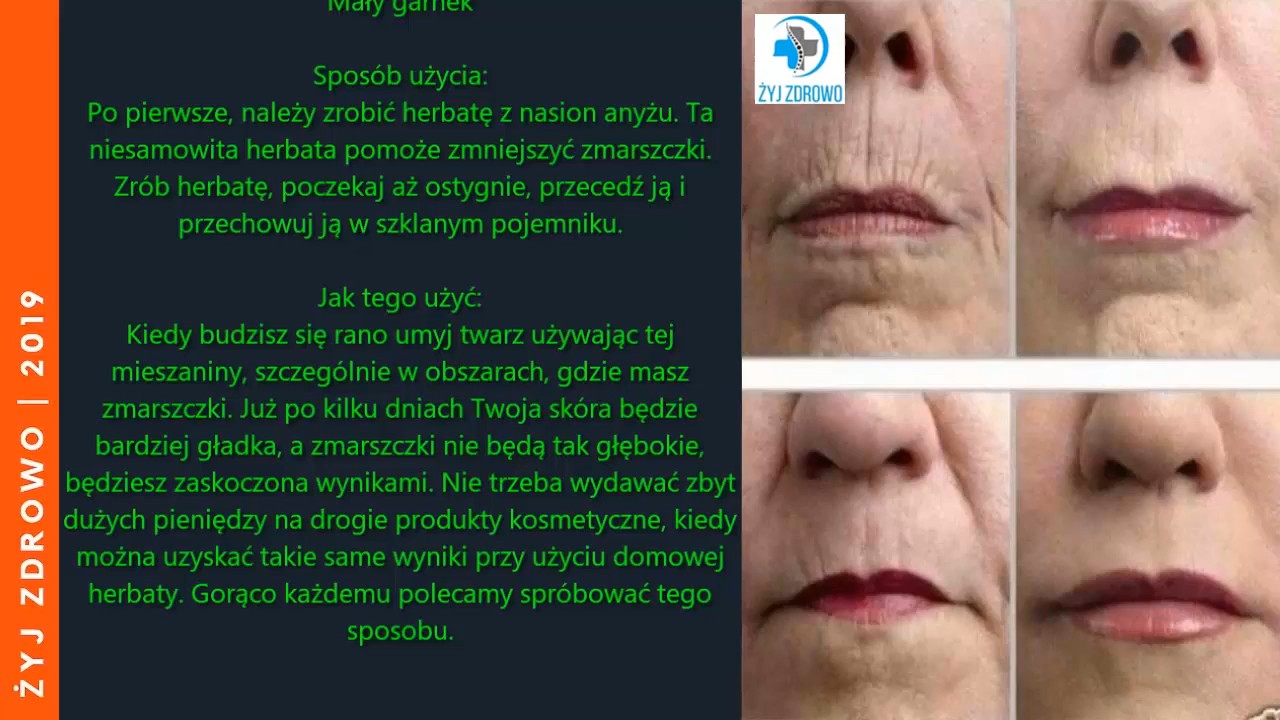 Mały garnek
Sposób użycia:
Po pierwsze, należy zrobić herbatę z nasion anyżu. Ta
niesamowita herbata pomoże zmniejszyć zmarszczki.
Zrób herbatę, poczekaj aż ostygnie, przecedź ją i
przechowuj ją w szklanym pojemniku.
Jak tego użyć:
Kiedy budzisz się rano umyj twarz używając tej
mieszaniny, szczególnie w obszarach, gdzie masz
zmarszczki. Już po kilku dniach Twoja skóra będzie
bardziej gładka, a zmarszczki nie będą tak głębokie,
będziesz zaskoczona wynikami. Nie trzeba wydawać zbyt
dużych pieniędzy na drogie produkty kosmetyczne, kiedy
można uzyskać takie same wyniki przy użyciu domowej
herbaty. Gorąco każdemu polecamy spróbować tego
sposobu.
ŻYJ ZDROWO | 2019
ŻYJ ZDROWO